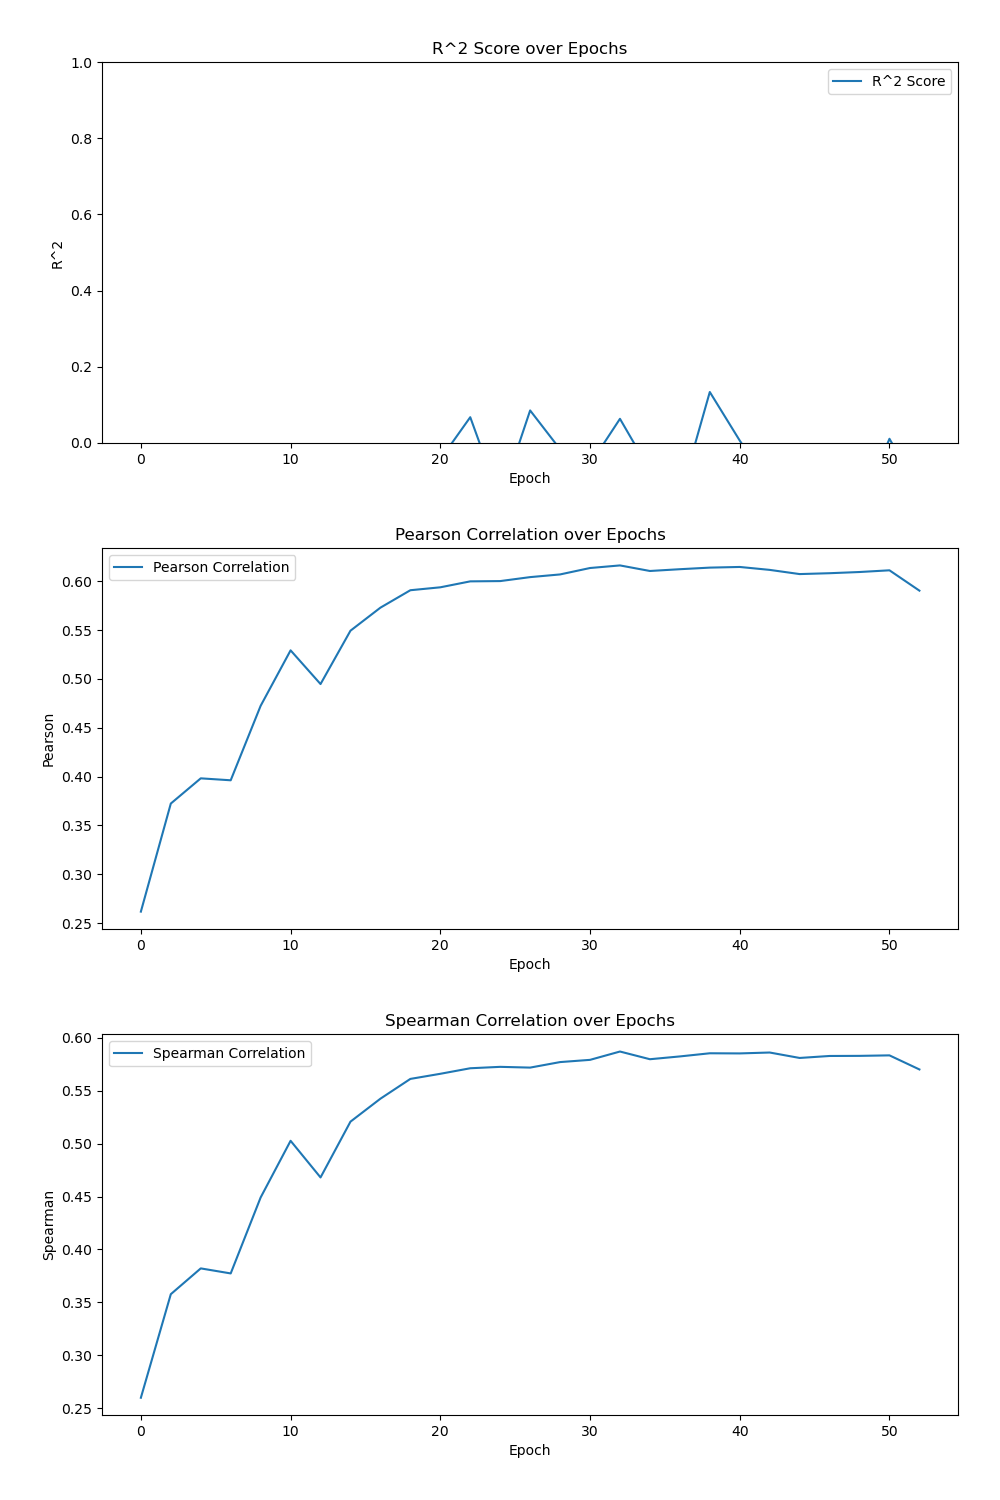 R^2 Score over Epochs
R^2 Score
1.0
0.8
0.6
0.4
0.2
0.0
R^2
0 10 20 30 40 50
Epoch
Pearson Correlation over Epochs
Pearson Correlation
0.60
0.55
0.50
0.45
0.40
0.35
0.30
0.25
Pearson
0 10 20 30 40 50
Epoch
Spearman Correlation over Epochs
Spearman Correlation
0.60
0.55
0.50
0.45
0.40
0.35
0.30
0.25
Spearman
0 10 20 30 40 50
Epoch